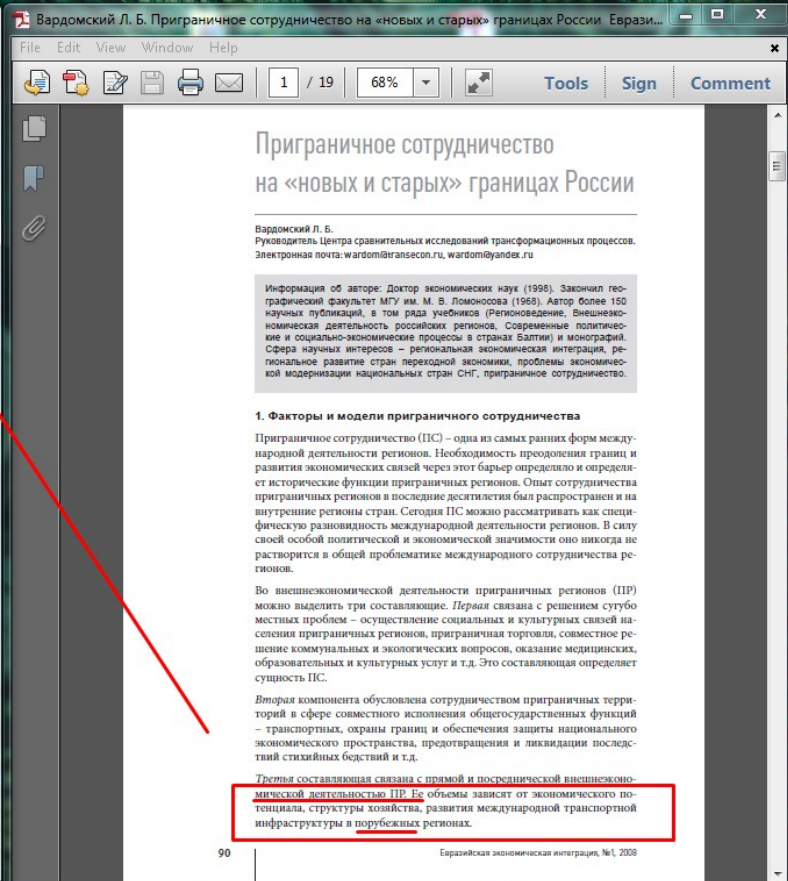 Вардомский Л. Б. Приграничное сотрудничество на «новых и старых» границах России Еврази...
File Edit View Window Help
1 / 19 68% Tools Sign Comment
Приграничное сотрудничество
на «новых и старых» границах России
Вардомский Л. Б.
Руководитель Центра сравнительных исследований трансформационных процессов.
Электронная почта: wardom@transecon.ru, wardom@yandex.ru
Информация об авторе: Доктор экономических наук (1998). Закончил гео-
графический факультет МГУ им. М. В. Ломоносова (1968). Автор более 150
научных публикаций, в том ряда учебников (Регионоведение, Внешнеэко-
номическая деятельность российских регионов, Современные политичес-
кие и социально-экономические процессы в странах Балтии) и монографий.
Сфера научных интересов – региональная экономическая интеграция, ре-
гиональное развитие стран переходной экономики, проблемы экономичес-
кой модернизации национальных стран СНГ, приграничное сотрудничество.
1. Факторы и модели приграничного сотрудничества
Приграничное сотрудничество (ПС) – одна из самых ранних форм между-
народной деятельности регионов. Необходимость преодоления границ и
развития экономических связей через этот барьер определяло и определя-
ет исторические функции приграничных регионов. Опыт сотрудничества
приграничных регионов в последние десятилетия был распространен и на
внутренние регионы стран. Сегодня ПС можно рассматривать как специ-
фическую разновидность международной деятельности регионов. В силу
своей особой политической и экономической значимости оно никогда не
растворится в общей проблематике международного сотрудничества ре-
гионов.
Во внешнеэкономической деятельности приграничных регионов (ПР)
можно выделить три составляющие. Первая связана с решением сугубо
местных проблем – осуществление социальных и культурных связей на-
селения приграничных регионов, приграничная торговля, совместное ре-
шение коммунальных и экологических вопросов, оказание медицинских,
образовательных и культурных услуг и т.д. Это составляющая определяет
сущность ПС.
Вторая компонента обусловлена сотрудничеством приграничных терри-
торий в сфере совместного исполнения общегосударственных функций
– транспортных, охраны границ и обеспечения защиты национального
экономического пространства, предотвращения и ликвидации последс-
твий стихийных бедствий и т.д.
Третья составляющая связана с прямой и посреднической внешнеэконо-
мической деятельностью ПР. Ее объемы зависят от экономического по-
тенциала, структуры хозяйства, развития международной транспортной
инфраструктуры в порубежных регионах.
90 Евразийская экономическая интеграция, №1, 2008